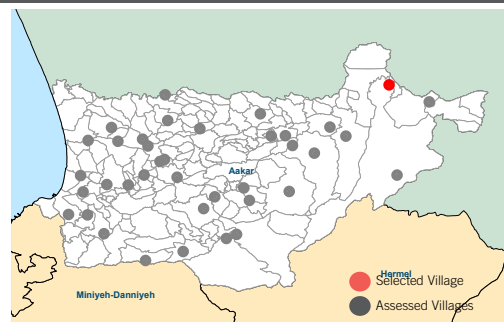 Aakar
Hermel
Selected Village
Miniyeh-Danniyeh
Assessed Villages